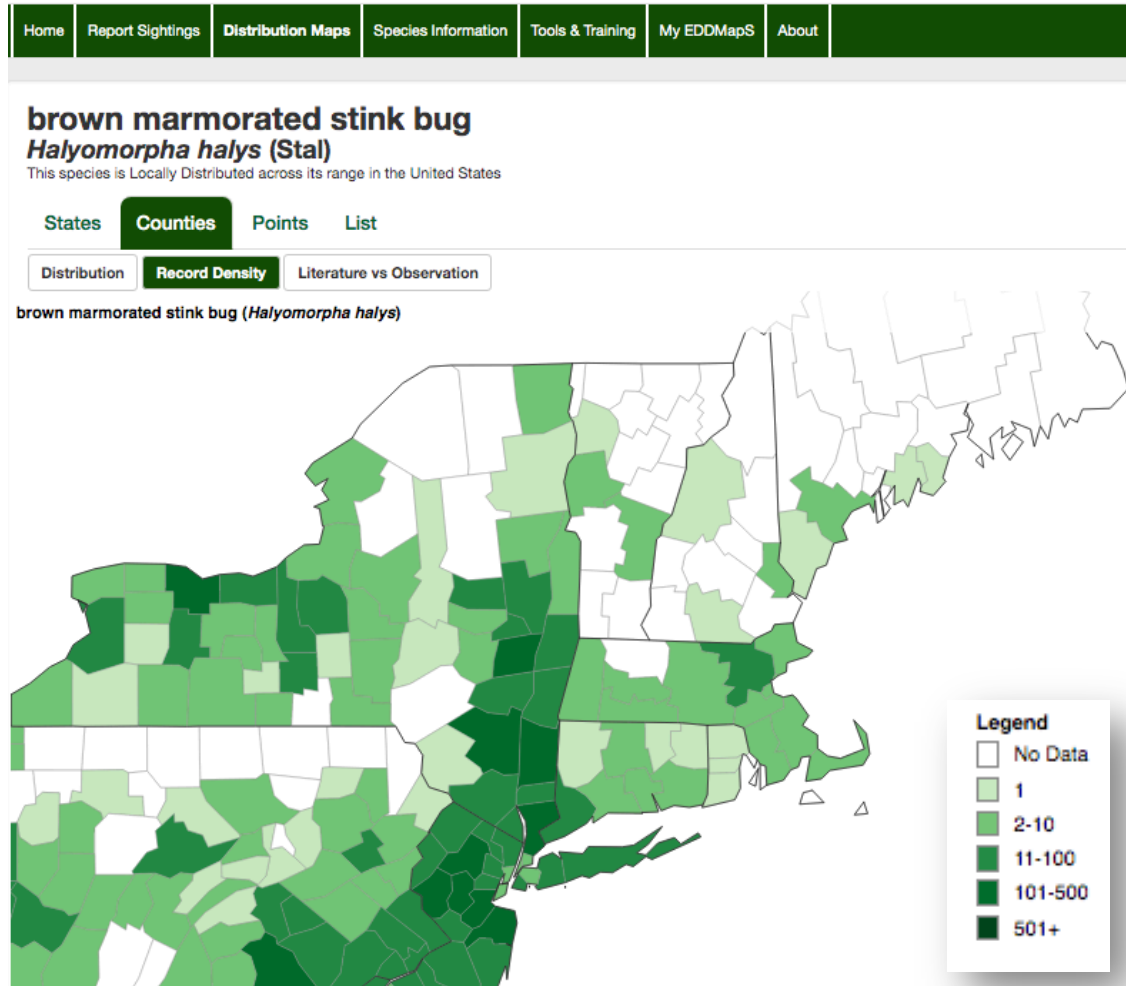 Home Report Sightings Distribution Maps Species Information Tools & Training My EDDMapS About
brown marmorated stink bug
Halyomorpha halys (Stal)
This species is Locally Distributed across its range in the United States
States Counties Points List
Distribution Record Density Literature vs Observation
brown marmorated stink bug (Halyomorpha halys)
Legend
No Data
1
2-10
11-100
101-500
501+